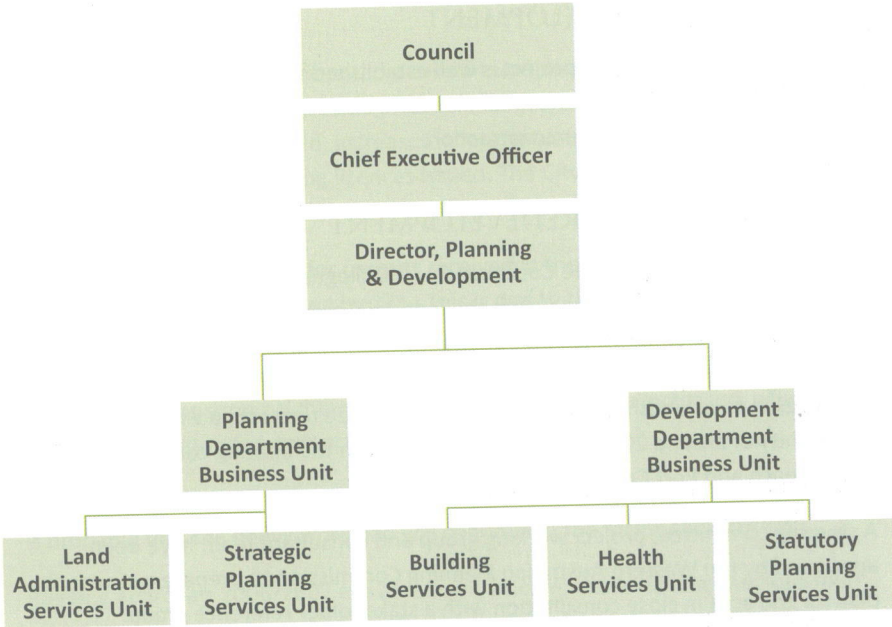 Council
Chief Executive Officer
Director, Planning
& Development
Planning
Department
Business Unit
Development
Department
Business Unit
Land
Administration
Services Unit
Strategic
Planning
Services Unit
Building
Services Unit
Health
Services Unit
Statutory
Planning
Services Unit